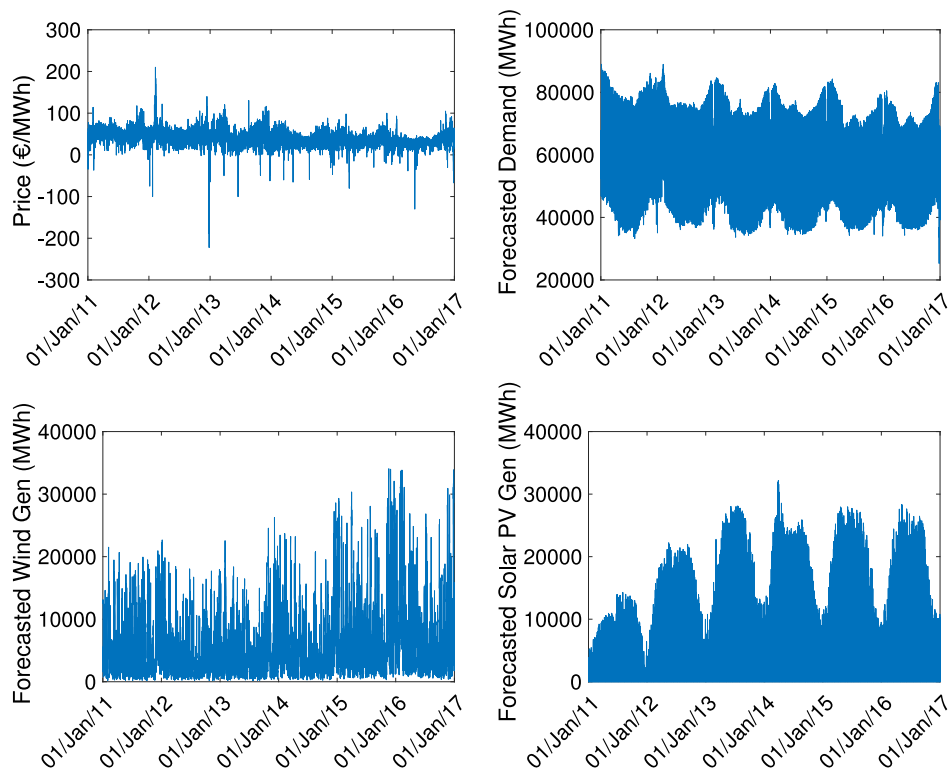 Price (€/MWh)
300
200
100
0
-100
-200
-300
01/Jan/11
01/Jan/12
01/Jan/13
01/Jan/14
01/Jan/15
01/Jan/16
01/Jan/17
Forecasted Demand (MWh)
100000
80000
60000
40000
20000
01/Jan/11
01/Jan/12
01/Jan/13
01/Jan/14
01/Jan/15
01/Jan/16
01/Jan/17
Forecasted Wind Gen (MWh)
40000
30000
20000
10000
0
01/Jan/11
01/Jan/12
01/Jan/13
01/Jan/14
01/Jan/15
01/Jan/16
01/Jan/17
Forecasted Solar PV Gen (MWh)
40000
30000
20000
10000
0
01/Jan/11
01/Jan/12
01/Jan/13
01/Jan/14
01/Jan/15
01/Jan/16
01/Jan/17